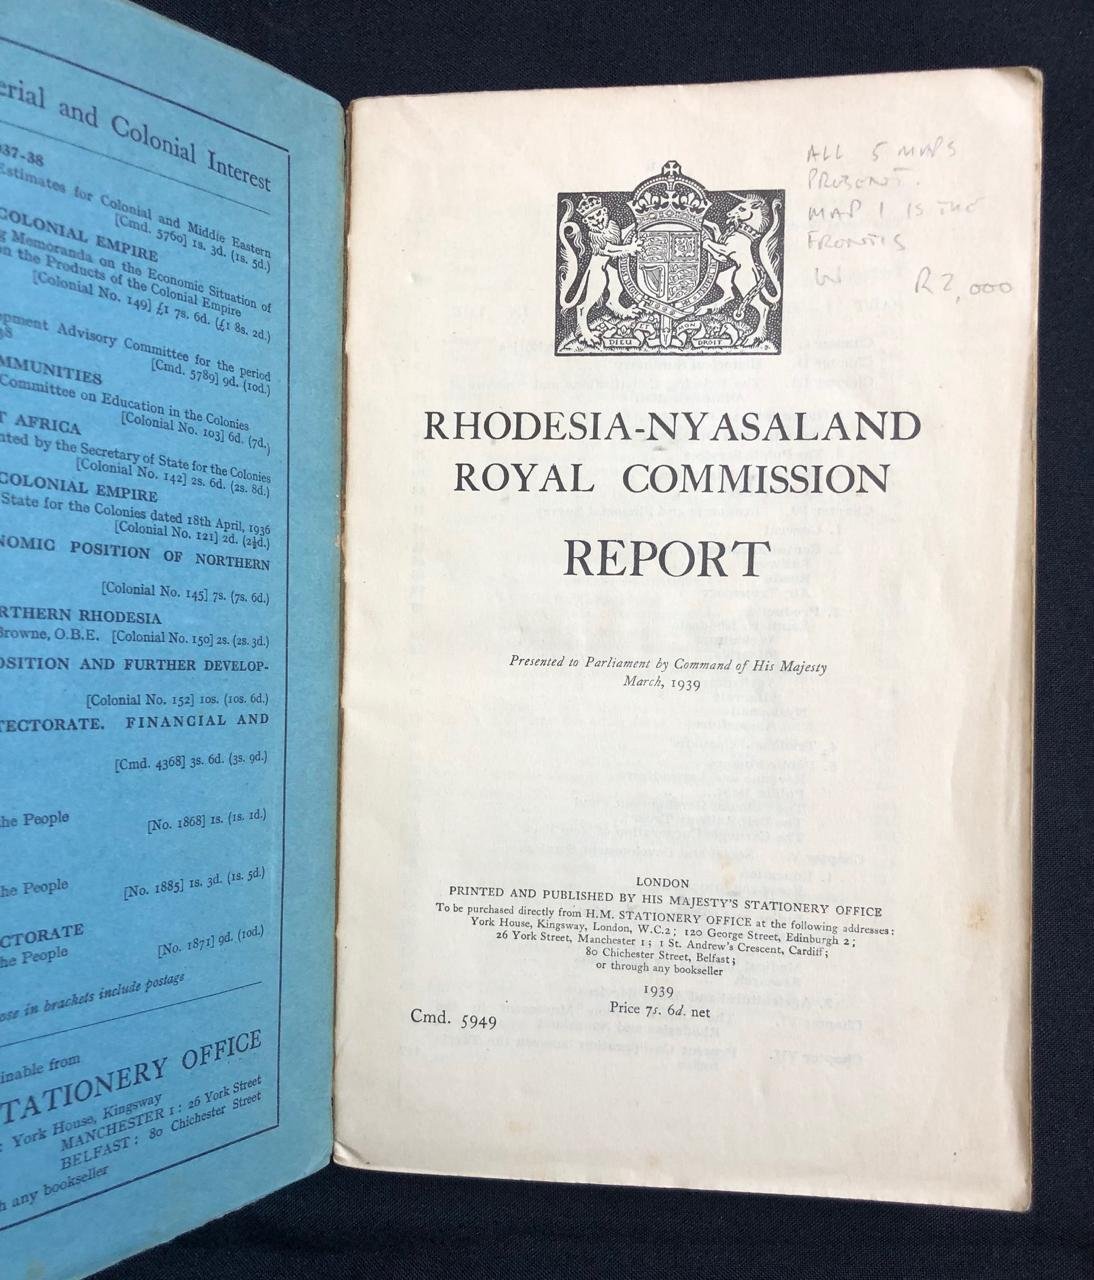 erial and Colonial Interest
37-38
Estimates for Colonial and Middle Eastern
[Cmd. 5760] 1s. 3d. (1s. 5d.)
COLONIAL EMPIRE
g Memoranda on the Economic Situation of
on the Products of the Colonial Empire
[Colonial No. 149] £1 7s. 6d. (£1 8s. 2d.)
opment Advisory Committee for the period
38
[Cmd. 5789] 9d. (10d.)
MMUNITIES
Committee on Education in the Colonies
[Colonial No. 103] 6d. (7d.)
T AFRICA
nted by the Secretary of State for the Colonies
[Colonial No. 142] 2s. 6d. (2s. 8d.)
COLONIAL EMPIRE
State for the Colonies dated 18th April, 1936
[Colonial No. 121] 2d. (2½d.)
NOMIC POSITION OF NORTHERN
[Colonial No. 145] 7s. (7s. 6d.)
RTHERN RHODESIA
Browne, O.B.E. [Colonial No. 150] 2s. (2s. 3d.)
OSITION AND FURTHER DEVELOP-
[Colonial No. 152] 10s. (10s. 6d.)
TECTORATE. FINANCIAL AND
[Cmd. 4368] 3s. 6d. (3s. 9d.)
he People
[No. 1868] 1s. (1s. 1d.)
he People
[No. 1885] 1s. 3d. (1s. 5d.)
ECTORATE
he People
[No. 1871] 9d. (10d.)
ose in brackets include postage
inable from
STATIONERY OFFICE
: York House, Kingsway
MANCHESTER 1 : 26 York Street
BELFAST : 80 Chichester Street
h any bookseller
ALL 5 MAPS
PRESENT.
MAP 1 IS THE
FRONTIS
R2,000
DIEU ET MON DROIT
RHODESIA-NYASALAND
ROYAL COMMISSION
REPORT
Presented to Parliament by Command of His Majesty
March, 1939
LONDON
PRINTED AND PUBLISHED BY HIS MAJESTY'S STATIONERY OFFICE
To be purchased directly from H.M. STATIONERY OFFICE at the following addresses:
York House, Kingsway, London, W.C.2; 120 George Street, Edinburgh 2;
26 York Street, Manchester 1; 1 St. Andrew's Crescent, Cardiff;
80 Chichester Street, Belfast;
or through any bookseller
1939
Price 7s. 6d. net
Cmd. 5949